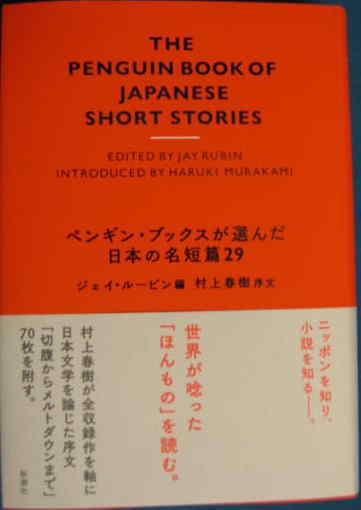 THE
PENGUIN BOOK OF
JAPANESE
SHORT STORIES
EDITED BY JAY RUBIN
INTRODUCED BY HARUKI MURAKAMI
ペンギン・ブックスが選んだ
日本の名短篇29
ジェイ・ルービン編 村上春樹序文
ニッポンを知り、
小説を知る――。
世界が唸った
「ほんもの」を読む。
村上春樹が全収録作を軸に
日本文学を論じた序文
「切腹からメルトダウンまで」
70枚を附す。
新潮社